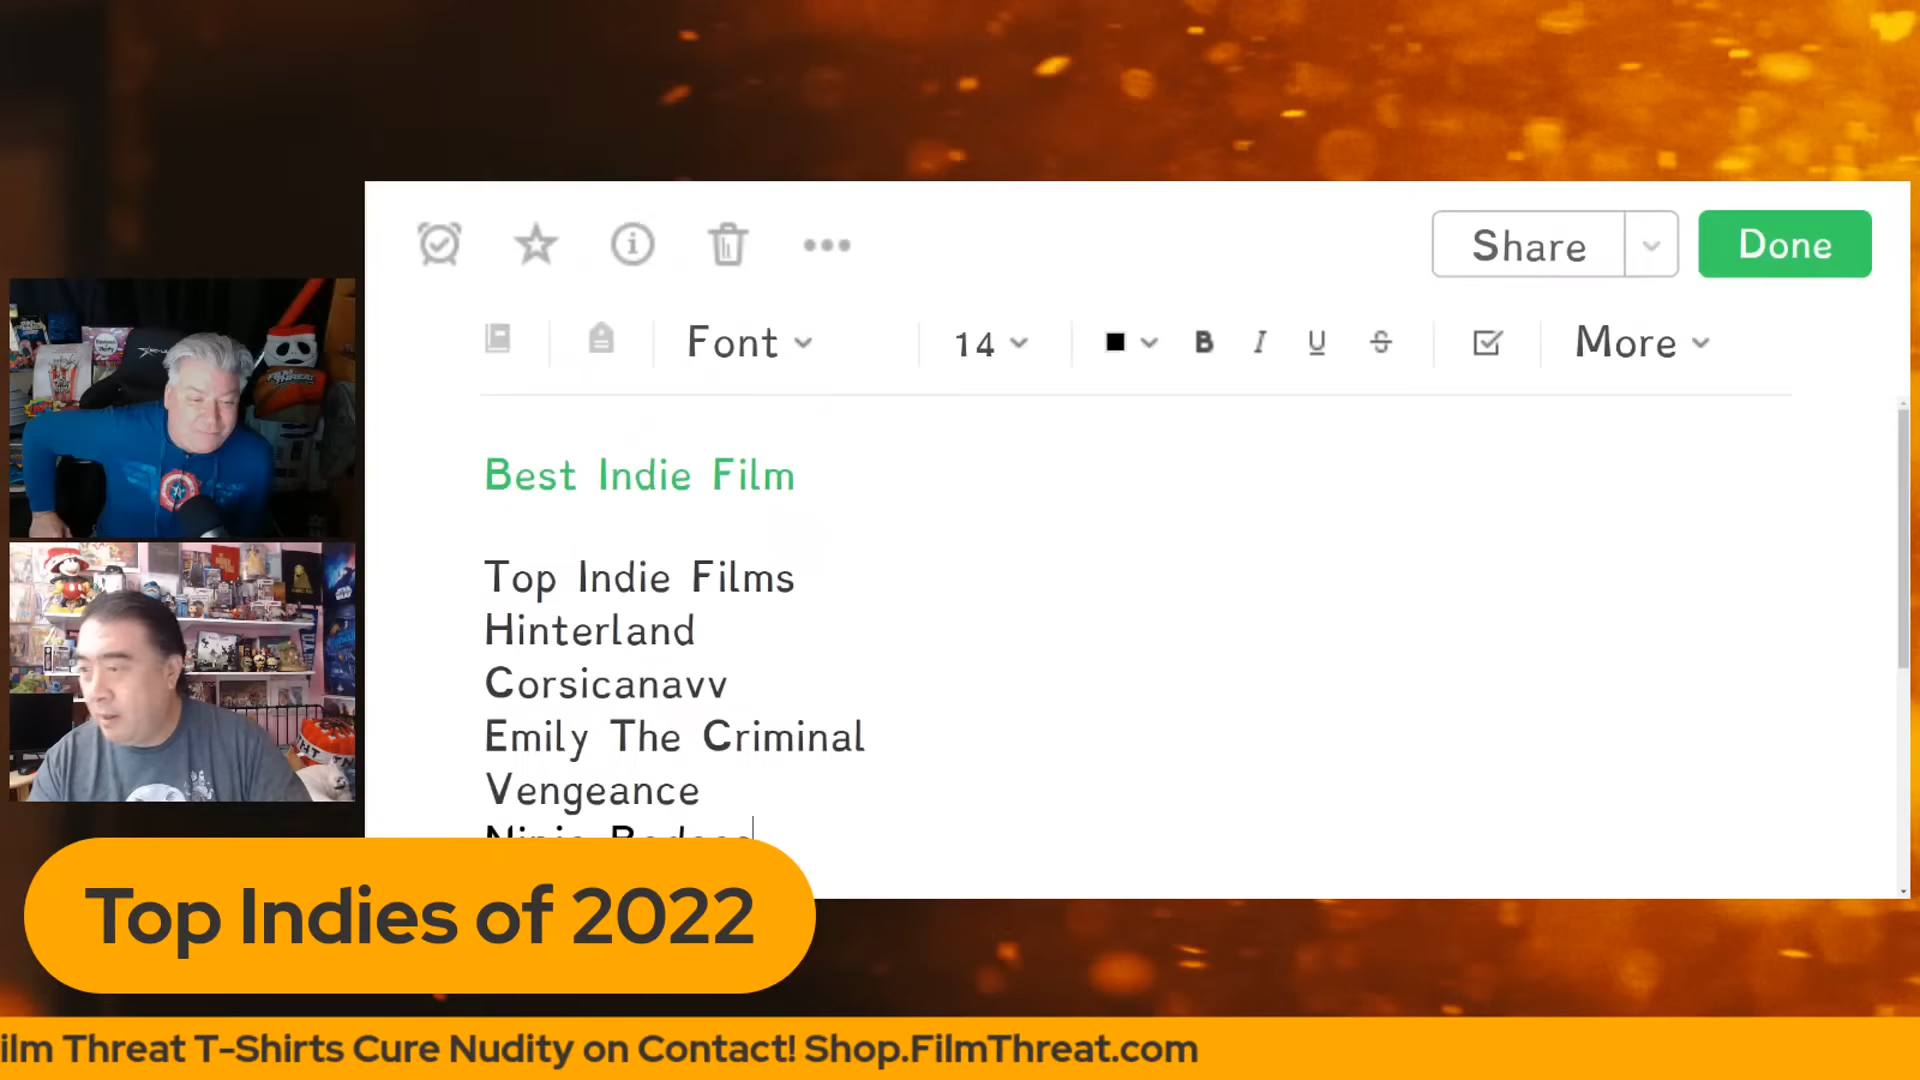 Share
Done
Font
14
B I U S
More
Best Indie Film
Top Indie Films
Hinterland
Corsicanavv
Emily The Criminal
Vengeance
Top Indies of 2022
ilm Threat T-Shirts Cure Nudity on Contact! Shop.FilmThreat.com